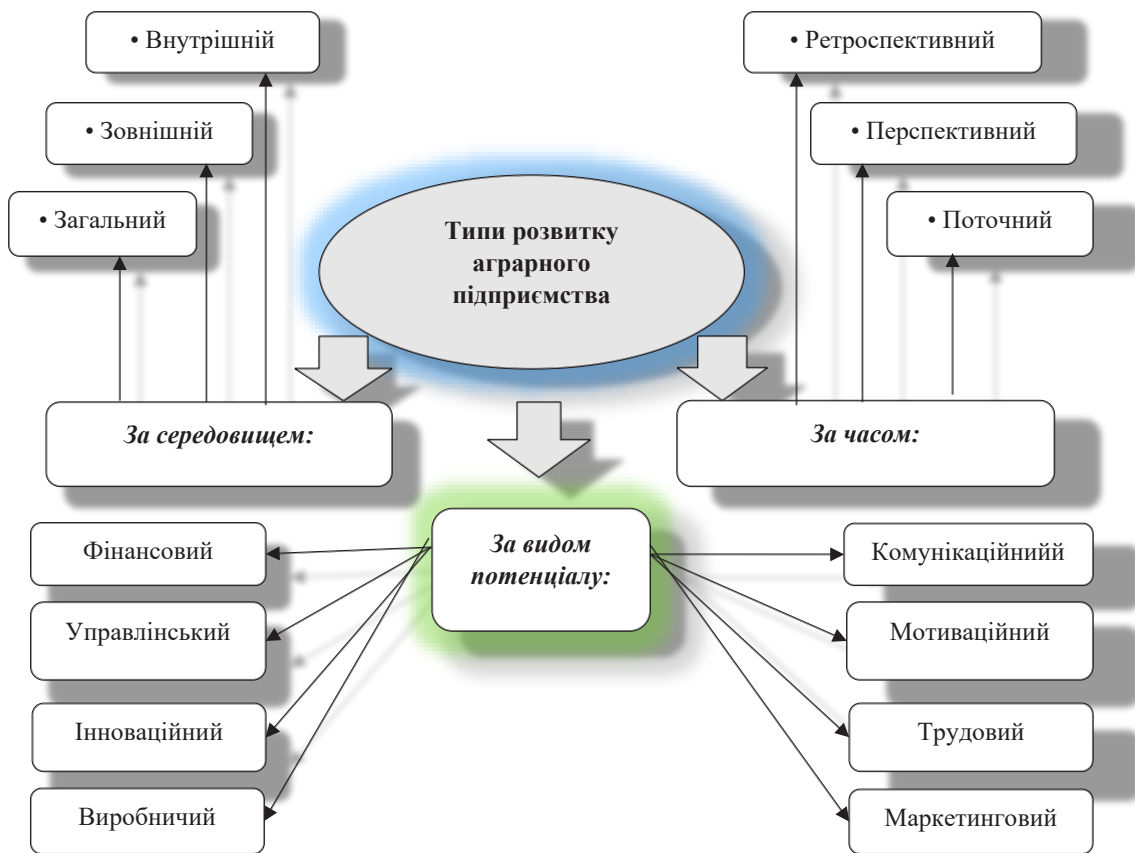 • Внутрішній
• Ретроспективний
• Зовнішній
• Перспективний
• Загальний
• Поточний
Типи розвитку
аграрного
підприємства
За середовищем:
За часом:
За видом
потенціалу:
Фінансовий
Комунікаційнийй
Управлінський
Мотиваційний
Інноваційний
Трудовий
Виробничий
Маркетинговий